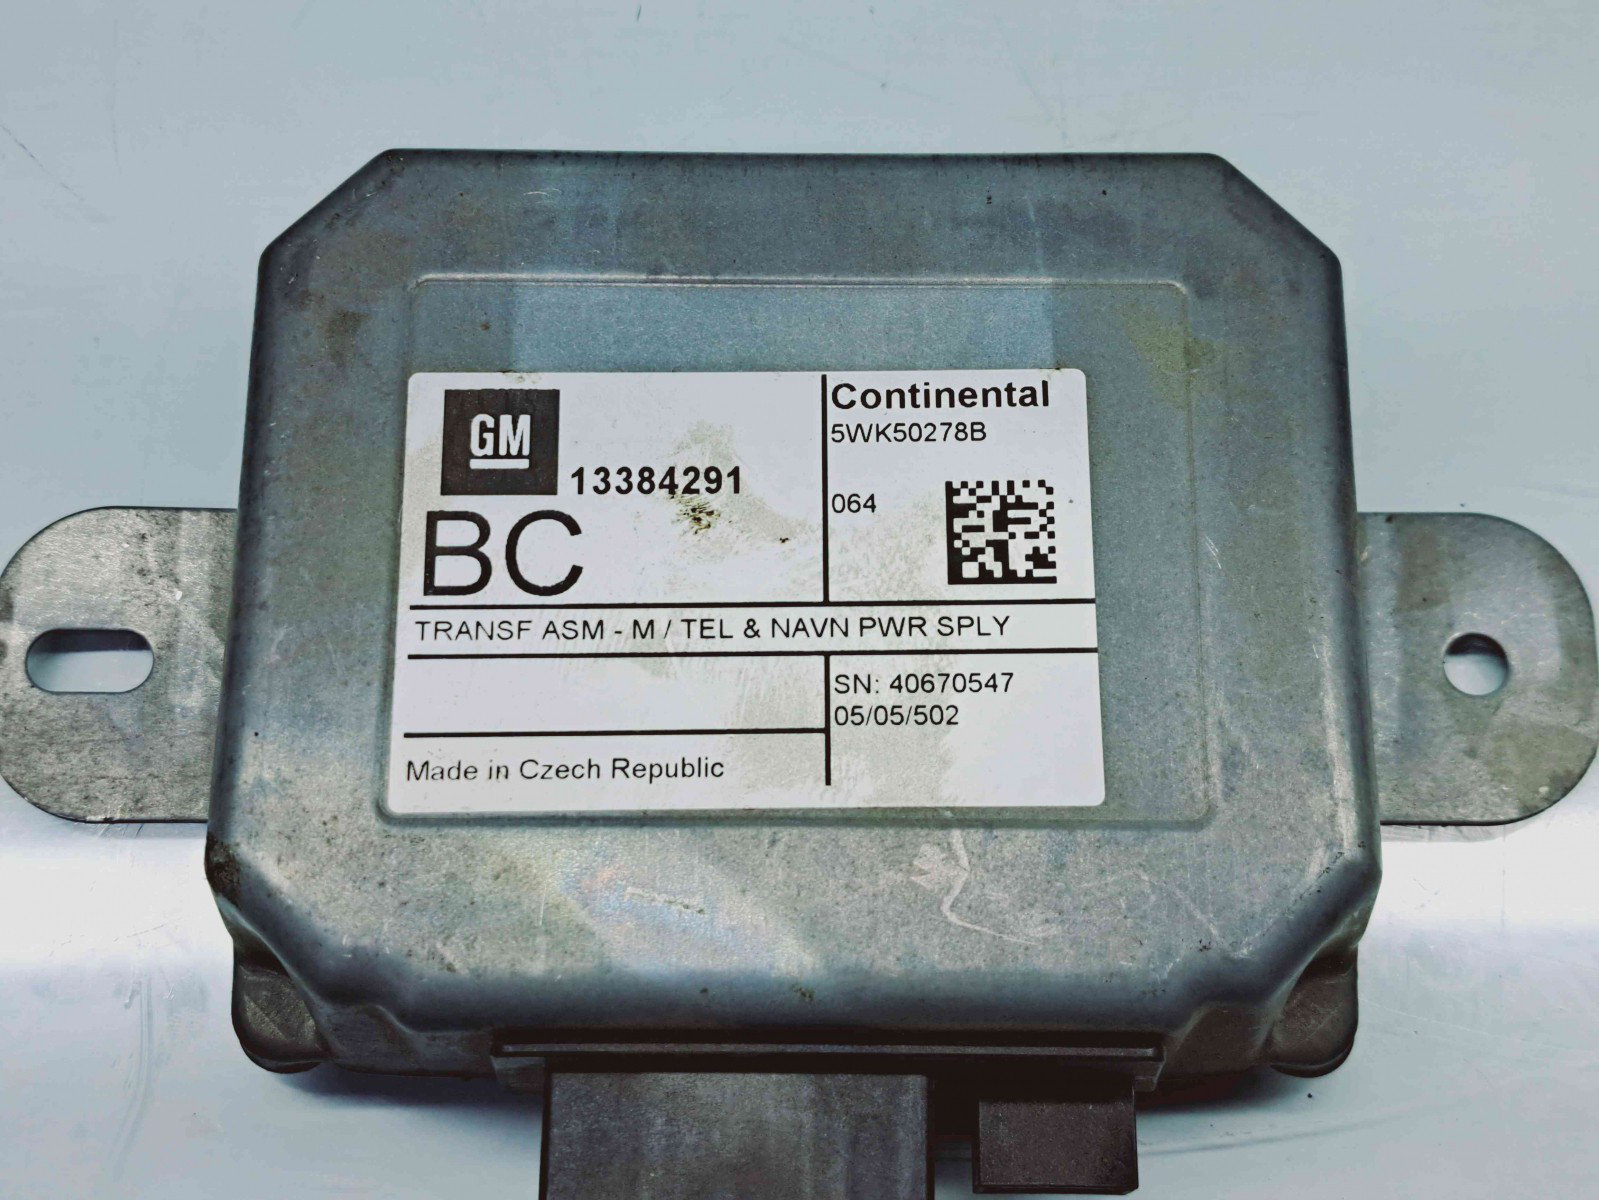 GM
13384291
BC
Continental
5WK50278B
064
TRANSF ASM - M / TEL & NAVN PWR SPLY
SN: 40670547
05/05/502
Made in Czech Republic